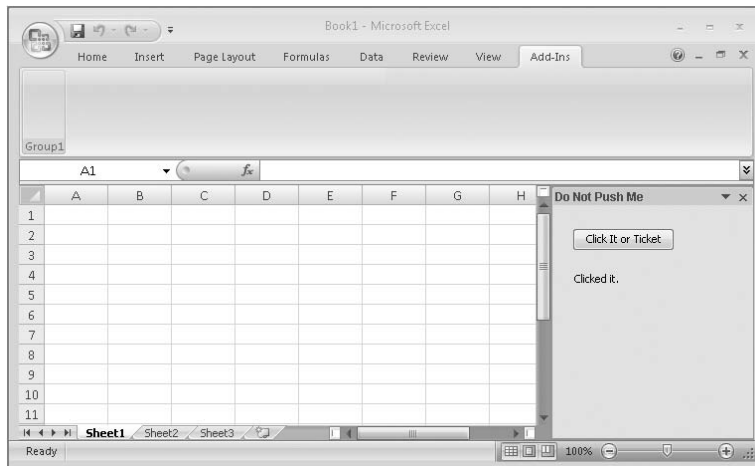 Book1 - Microsoft Excel
Home Insert Page Layout Formulas Data Review View Add-Ins
Group1
A1 fx
A B C D E F G H
Do Not Push Me
1
2
Click It or Ticket
3
4
Clicked it.
5
6
7
8
9
10
11
Sheet1 Sheet2 Sheet3
Ready 100%